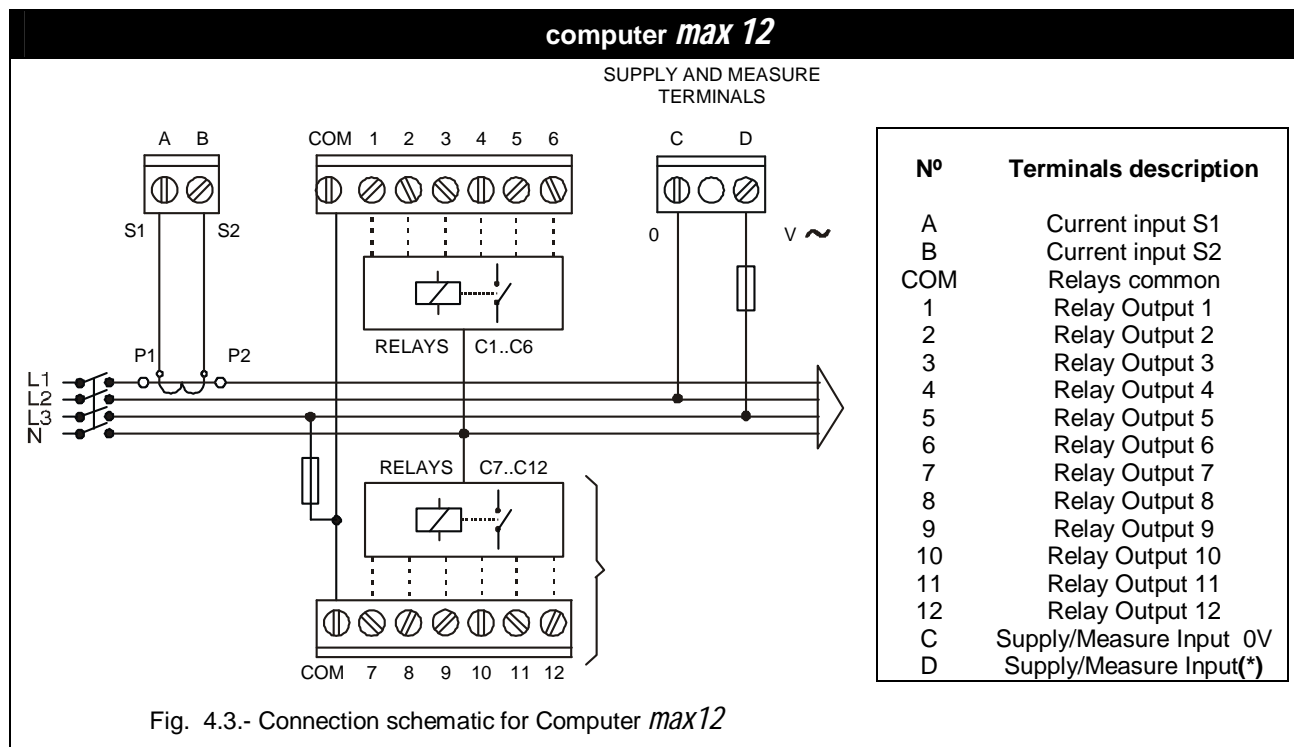 computer max 12
SUPPLY AND MEASURE
TERMINALS
A B
COM 1 2 3 4 5 6
C D
S1 S2
0 V ~
RELAYS C1..C6
P1 P2
L1
L2
L3
N
RELAYS C7..C12
COM 7 8 9 10 11 12
Nº Terminals description
A Current input S1
B Current input S2
COM Relays common
1 Relay Output 1
2 Relay Output 2
3 Relay Output 3
4 Relay Output 4
5 Relay Output 5
6 Relay Output 6
7 Relay Output 7
8 Relay Output 8
9 Relay Output 9
10 Relay Output 10
11 Relay Output 11
12 Relay Output 12
C Supply/Measure Input 0V
D Supply/Measure Input(*)
Fig. 4.3.- Connection schematic for Computer max12